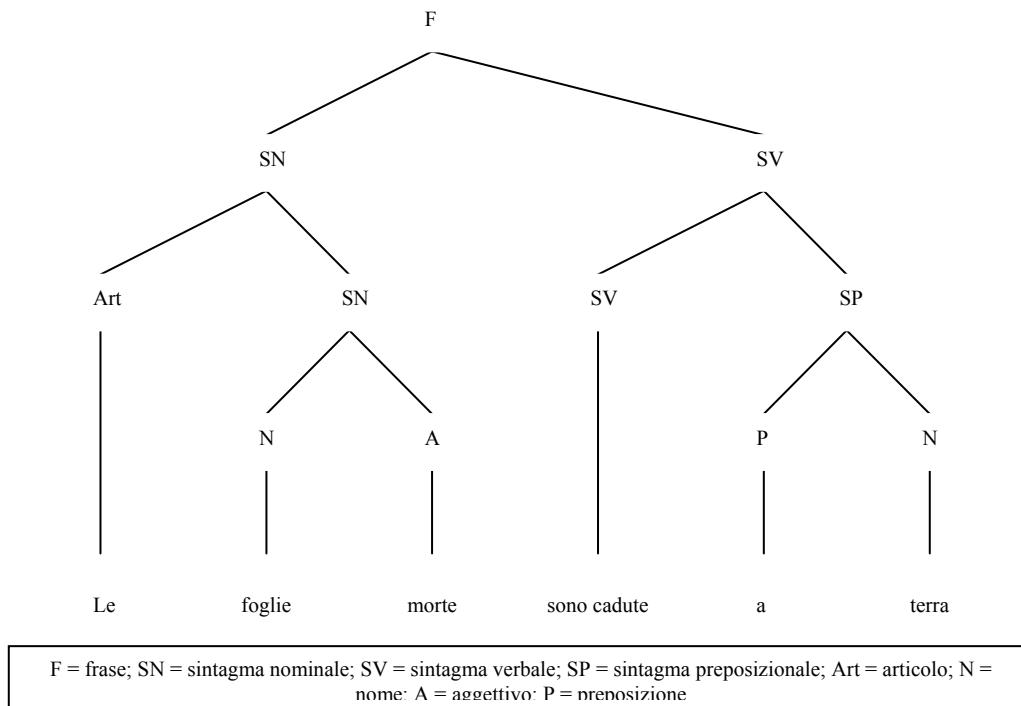 F
SN SV
Art SN SV SP
N A P N
Le foglie morte sono cadute a terra
F = frase; SN = sintagma nominale; SV = sintagma verbale; SP = sintagma preposizionale; Art = articolo; N =
nome; A = aggettivo; P = preposizione